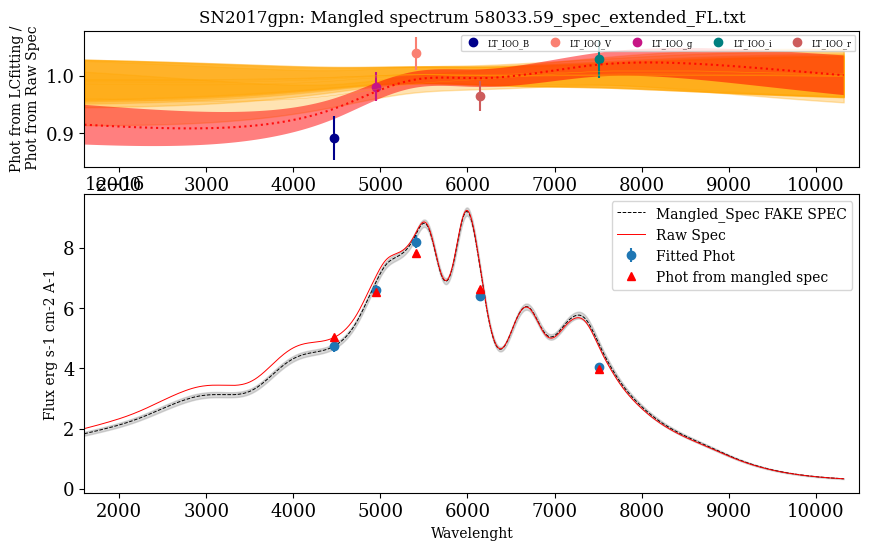 SN2017gpn: Mangled spectrum 58033.59_spec_extended_FL.txt
Phot from LCfitting /
Phot from Raw Spec
1.0
0.9
LT_IOO_B
LT_IOO_V
LT_IOO_g
LT_IOO_i
LT_IOO_r
2000 3000 4000 5000 6000 7000 8000 9000 10000
1e−16
Flux erg s-1 cm-2 A-1
8
6
4
2
0
Mangled_Spec FAKE SPEC
Raw Spec
Fitted Phot
Phot from mangled spec
2000 3000 4000 5000 6000 7000 8000 9000 10000
Wavelenght